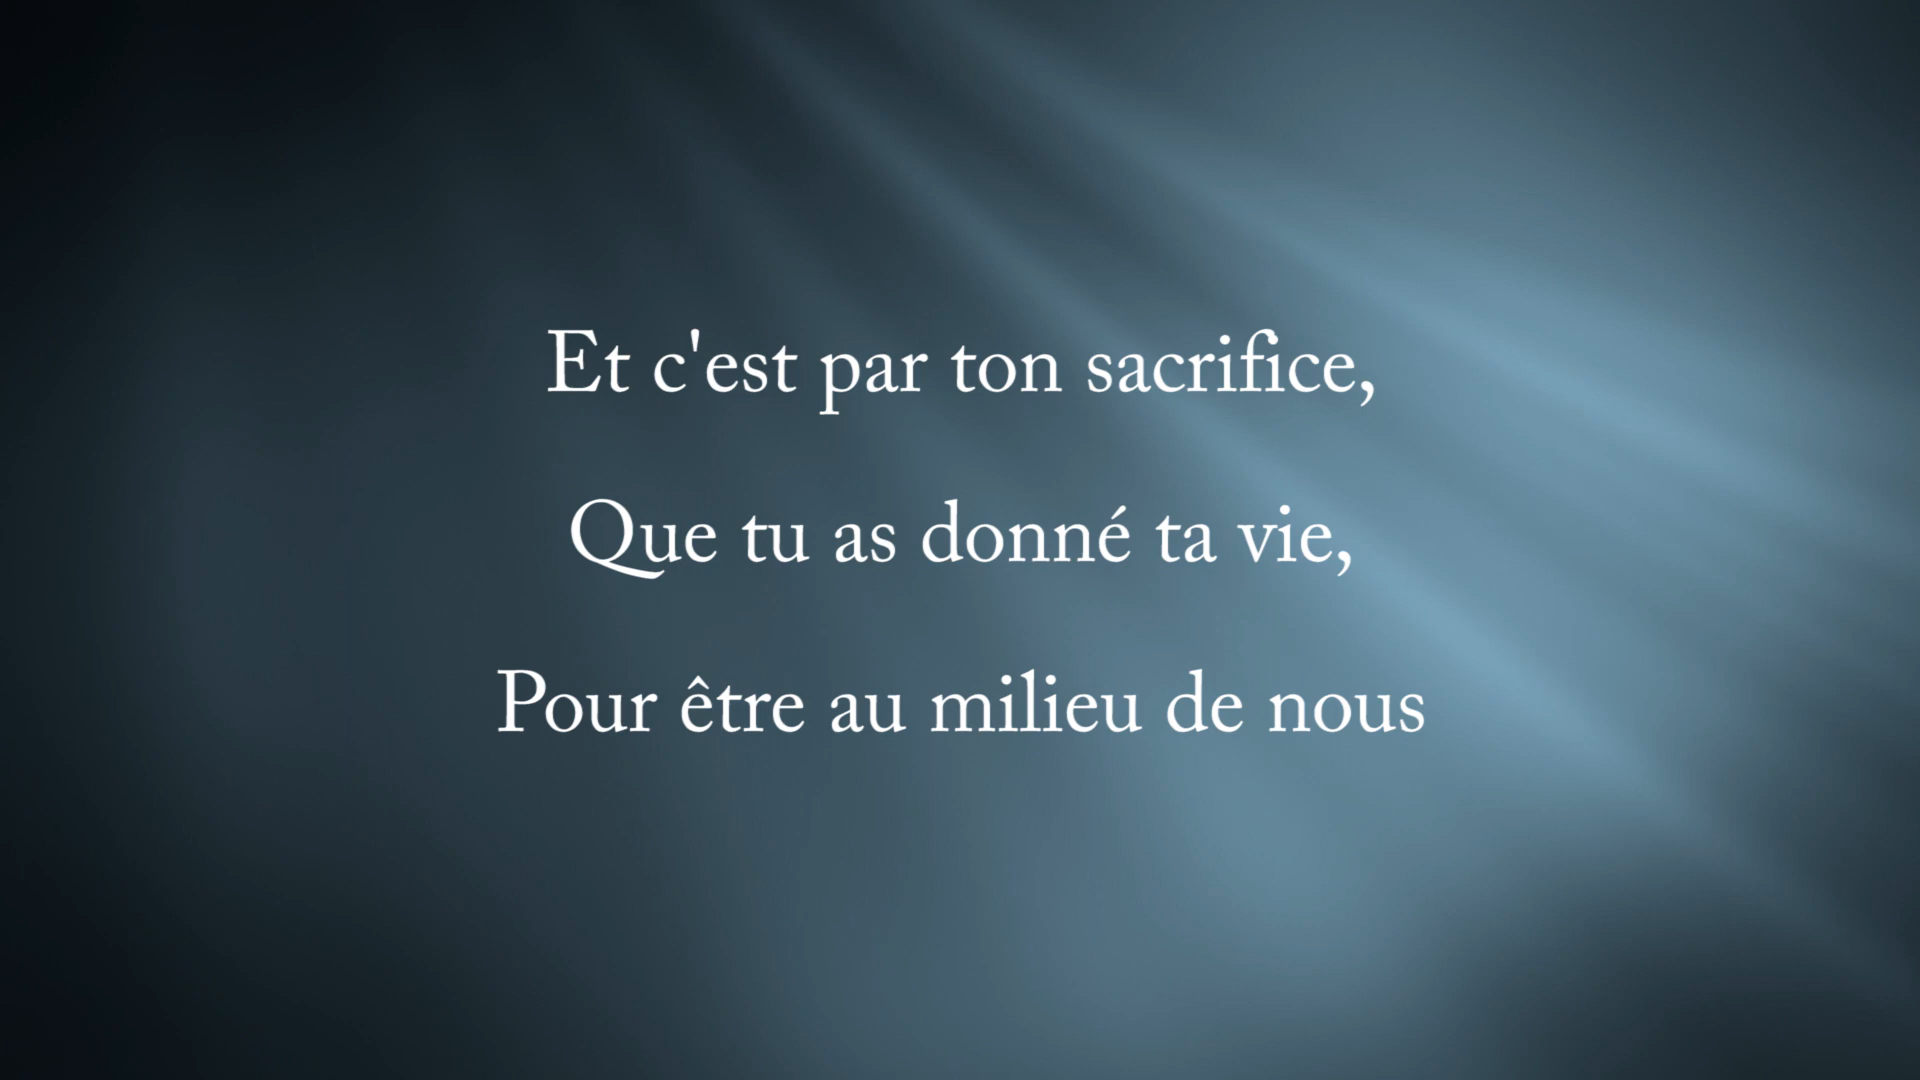 Et c'est par ton sacrifice,
Que tu as donné ta vie,
Pour être au milieu de nous